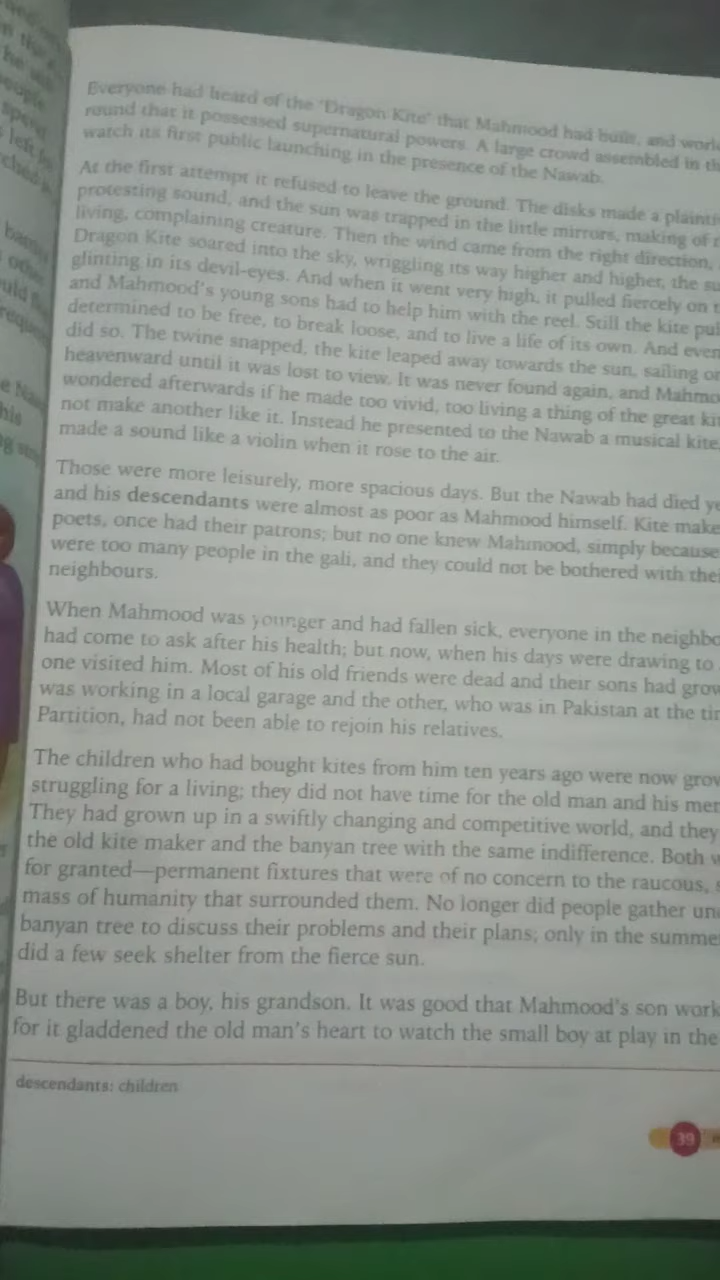 Everyone had heard of the 'Dragon Kite' that Mahmood had built, and
round that it possessed supernatural powers. A large crowd assembled in
watch its first public launching in the presence of the Nawab.
At the first attempt it refused to leave the ground. The disks made a
protesting sound, and the sun was trapped in the little mirrors, making of
living, complaining creature. Then the wind came from the right direction,
Dragon Kite soared into the sky, wriggling its way higher and higher, the
glinting in its devil-eyes. And when it went very high, it pulled fiercely on
and Mahmood's young sons had to help him with the reel. Still the kite
determined to be free, to break loose, and to live a life of its own. And
did so. The twine snapped, the kite leaped away towards the sun, sailing
heavenward until it was lost to view. It was never found again, and
wondered afterwards if he made too vivid, too living a thing of the great
not make another like it. Instead he presented to the Nawab a musical kite,
made a sound like a violin when it rose to the air.
Those were more leisurely, more spacious days. But the Nawab had died
and his descendants were almost as poor as Mahmood himself. Kite
poets, once had their patrons; but no one knew Mahmood, simply because
were too many people in the gali, and they could not be bothered with
neighbours.
When Mahmood was younger and had fallen sick, everyone in the
had come to ask after his health; but now, when his days were drawing to
one visited him. Most of his old friends were dead and their sons had
was working in a local garage and the other, who was in Pakistan at the
Partition, had not been able to rejoin his relatives.
The children who had bought kites from him ten years ago were now
struggling for a living; they did not have time for the old man and his
They had grown up in a swiftly changing and competitive world, and they
the old kite maker and the banyan tree with the same indifference. Both
for granted—permanent fixtures that were of no concern to the raucous,
mass of humanity that surrounded them. No longer did people gather
banyan tree to discuss their problems and their plans; only in the
did a few seek shelter from the fierce sun.
But there was a boy, his grandson. It was good that Mahmood's son
for it gladdened the old man's heart to watch the small boy at play in the
descendants: children
39